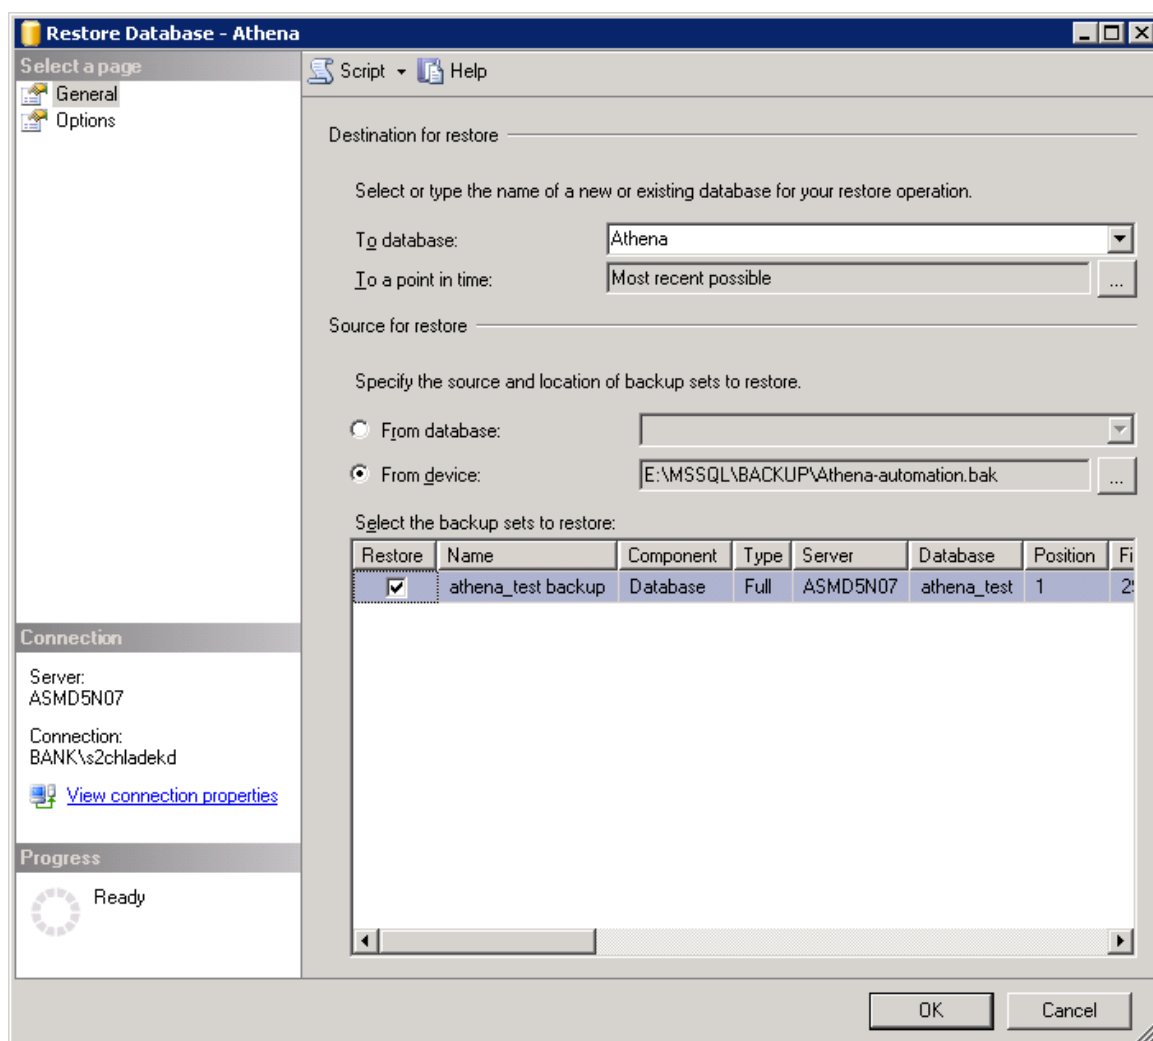 Restore Database - Athena
Select a page
General
Options
Script
Help
Destination for restore
Select or type the name of a new or existing database for your restore operation.
To database:
Athena
To a point in time:
Most recent possible
...
Source for restore
Specify the source and location of backup sets to restore.
From database:
From device:
E:\MSSQL\BACKUP\Athena-automation.bak
...
Select the backup sets to restore:
Restore Name Component Type Server Database Position Fi
athena_test backup Database Full ASMD5N07 athena_test 1
Connection
Server:
ASMD5N07
Connection:
BANK\s2chladekd
View connection properties
Progress
Ready
OK
Cancel